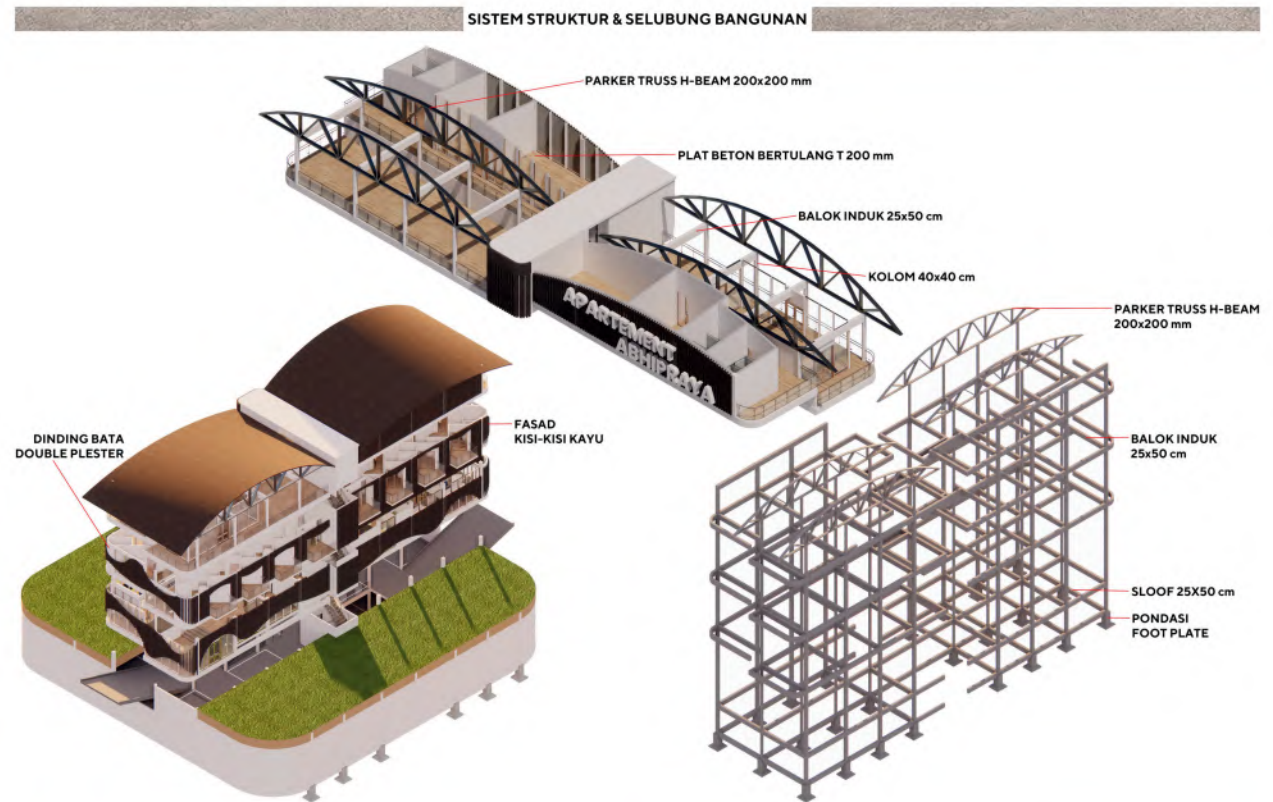 SISTEM STRUKTUR & SELUBUNG BANGUNAN
PARKER TRUSS H-BEAM 200x200 mm
PLAT BETON BERTULANG T 200 mm
BALOK INDUK 25x50 cm
KOLOM 40x40 cm
APARTEMENT
ABHIPRAYA
PARKER TRUSS H-BEAM
200x200 mm
FASAD
KISI-KISI KAYU
DINDING BATA
DOUBLE PLESTER
BALOK INDUK
25x50 cm
SLOOF 25X50 cm
PONDASI
FOOT PLATE